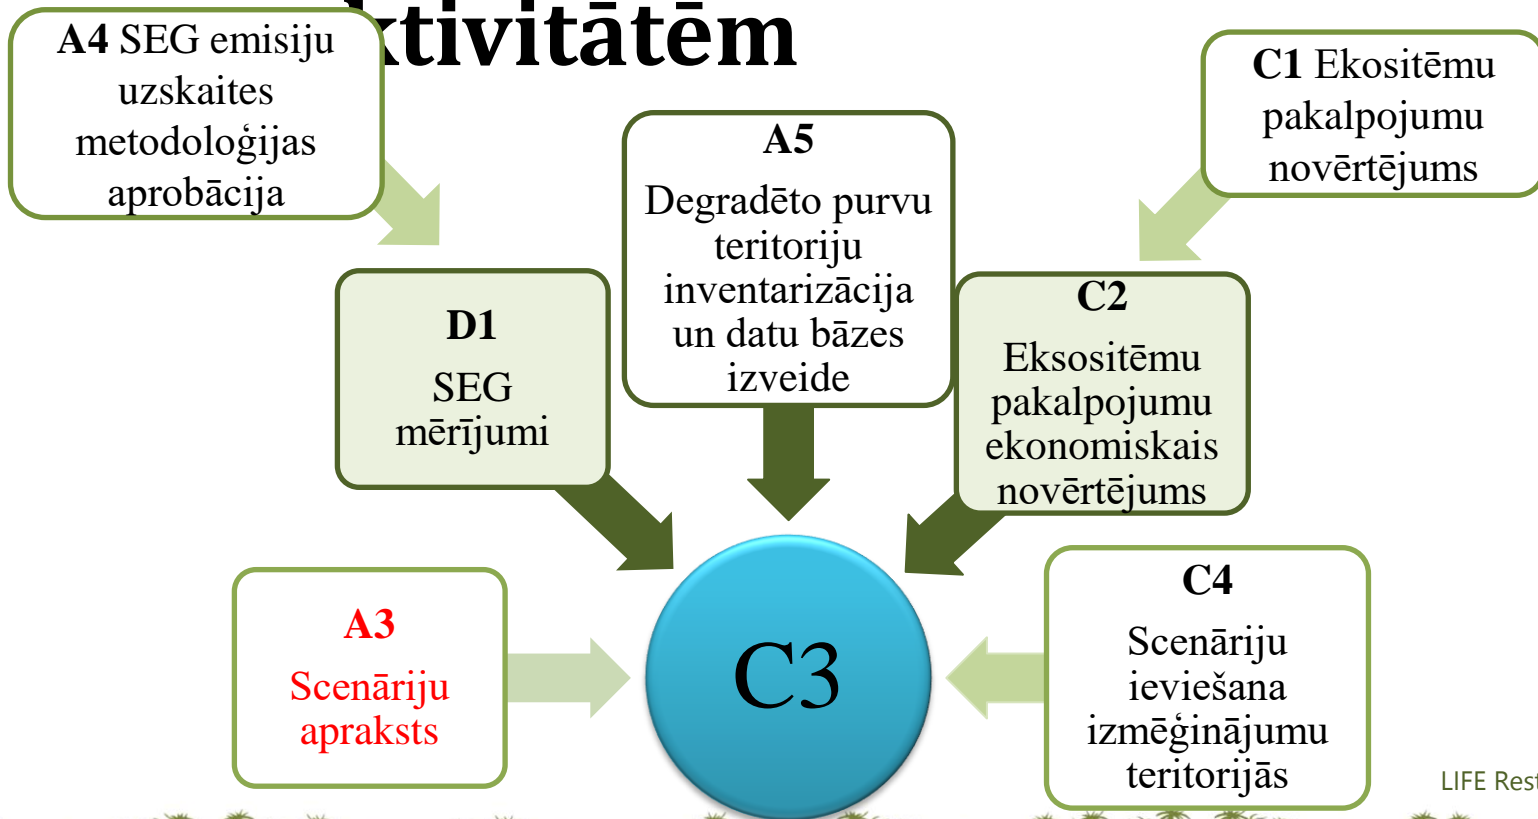 ktivitātēm
A4 SEG emisiju
uzskaites
metodoloģijas
aprobācija
C1 Ekositēmu
pakalpojumu
novērtējums
A5
Degradēto purvu
teritoriju
inventarizācija
un datu bāzes
izveide
D1
SEG
mērījumi
C2
Eksositēmu
pakalpojumu
ekonomiskais
novērtējums
A3
Scenāriju
apraksts
C3
C4
Scenāriju
ieviešana
izmēģinājumu
teritorijās
LIFE Rest